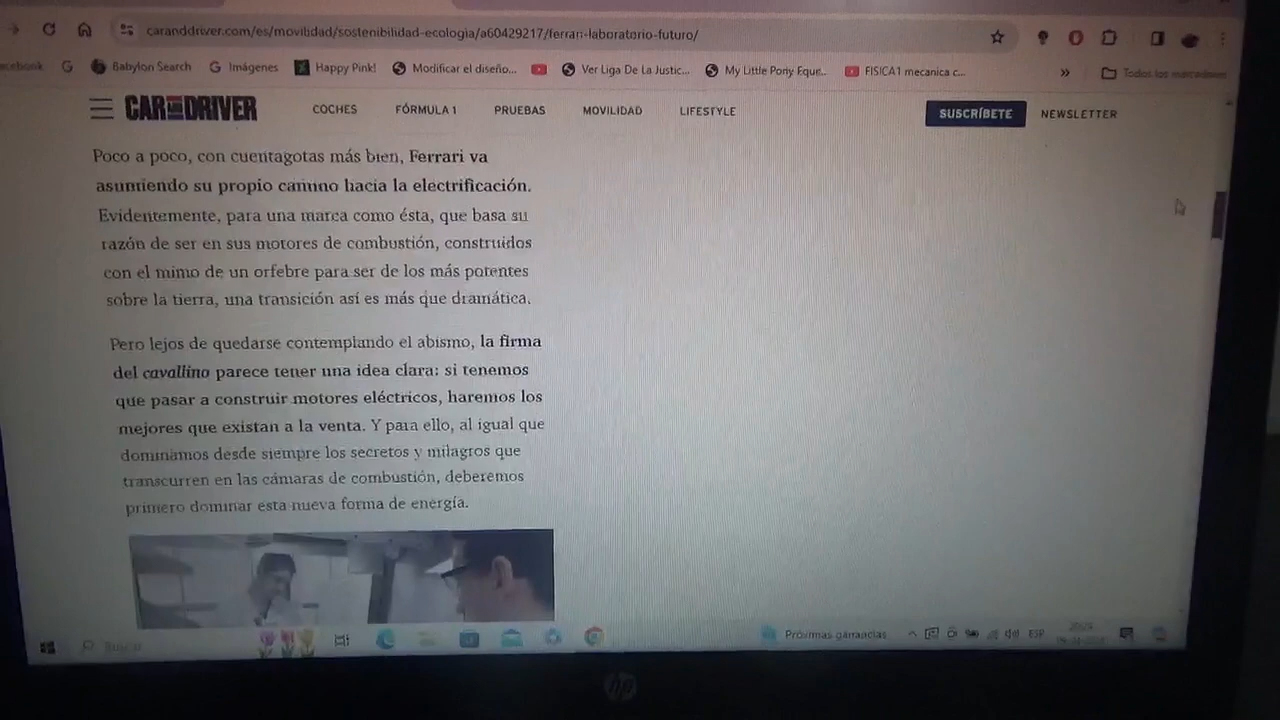 caranddriver.com/es/movilidad/sostenibilidad-ecologia/a60429217/ferrari-laboratorio-futuro/
Babylon Search Imágenes Happy Pink! Modificar el diseño... Ver Liga De La Justic... My Little Pony Eque... FISICA1 mecanica c... » Todos los marcadores
CAR AND DRIVER COCHES FÓRMULA 1 PRUEBAS MOVILIDAD LIFESTYLE SUSCRÍBETE NEWSLETTER
Poco a poco, con cuentagotas más bien, Ferrari va
asumiendo su propio camino hacia la electrificación.
Evidentemente, para una marca como ésta, que basa su
razón de ser en sus motores de combustión, construidos
con el mimo de un orfebre para ser de los más potentes
sobre la tierra, una transición así es más que dramática.
Pero lejos de quedarse contemplando el abismo, la firma
del cavallino parece tener una idea clara: si tenemos
que pasar a construir motores eléctricos, haremos los
mejores que existan a la venta. Y para ello, al igual que
dominamos desde siempre los secretos y milagros que
transcurren en las cámaras de combustión, deberemos
primero dominar esta nueva forma de energía.
Próximas ganancias ESP
hp